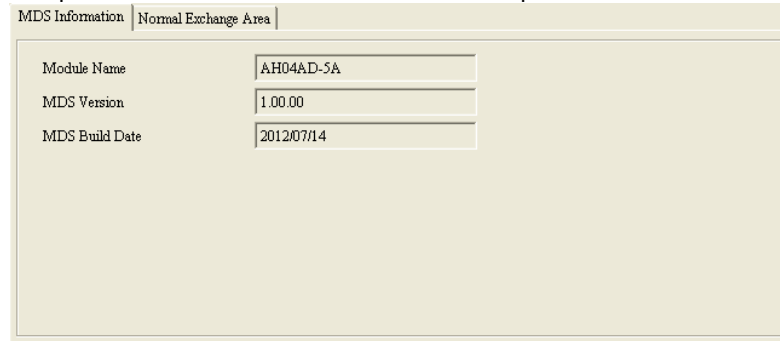 MDS Information Normal Exchange Area
Module Name AH04AD-5A
MDS Version 1.00.00
MDS Build Date 2012/07/14